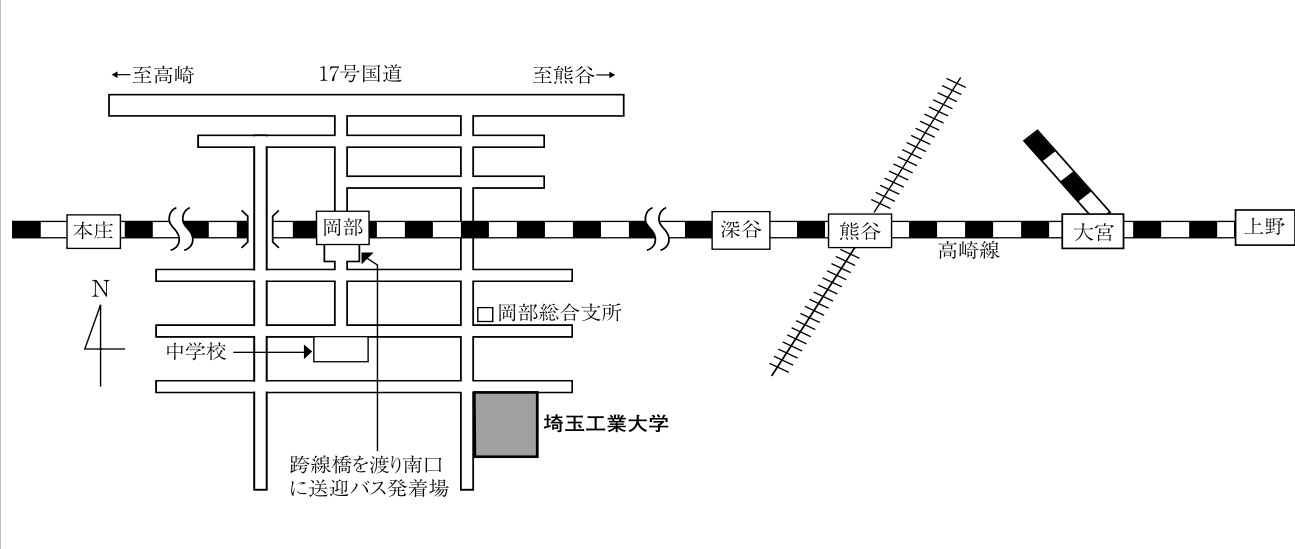 ←至高崎
17号国道
至熊谷→
本庄
岡部
深谷
熊谷
大宮
上野
高崎線
N
岡部総合支所
中学校
埼玉工業大学
跨線橋を渡り南口
に送迎バス発着場